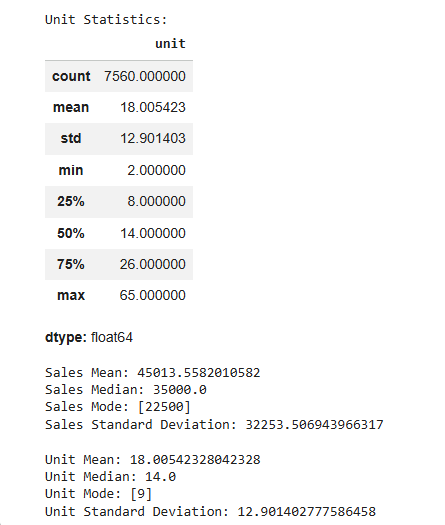 Unit Statistics:
unit
count 7560.000000
mean 18.005423
std 12.901403
min 2.000000
25% 8.000000
50% 14.000000
75% 26.000000
max 65.000000
dtype: float64
Sales Mean: 45013.5582010582
Sales Median: 35000.0
Sales Mode: [22500]
Sales Standard Deviation: 32253.506943966317
Unit Mean: 18.00542328042328
Unit Median: 14.0
Unit Mode: [9]
Unit Standard Deviation: 12.901402777586458